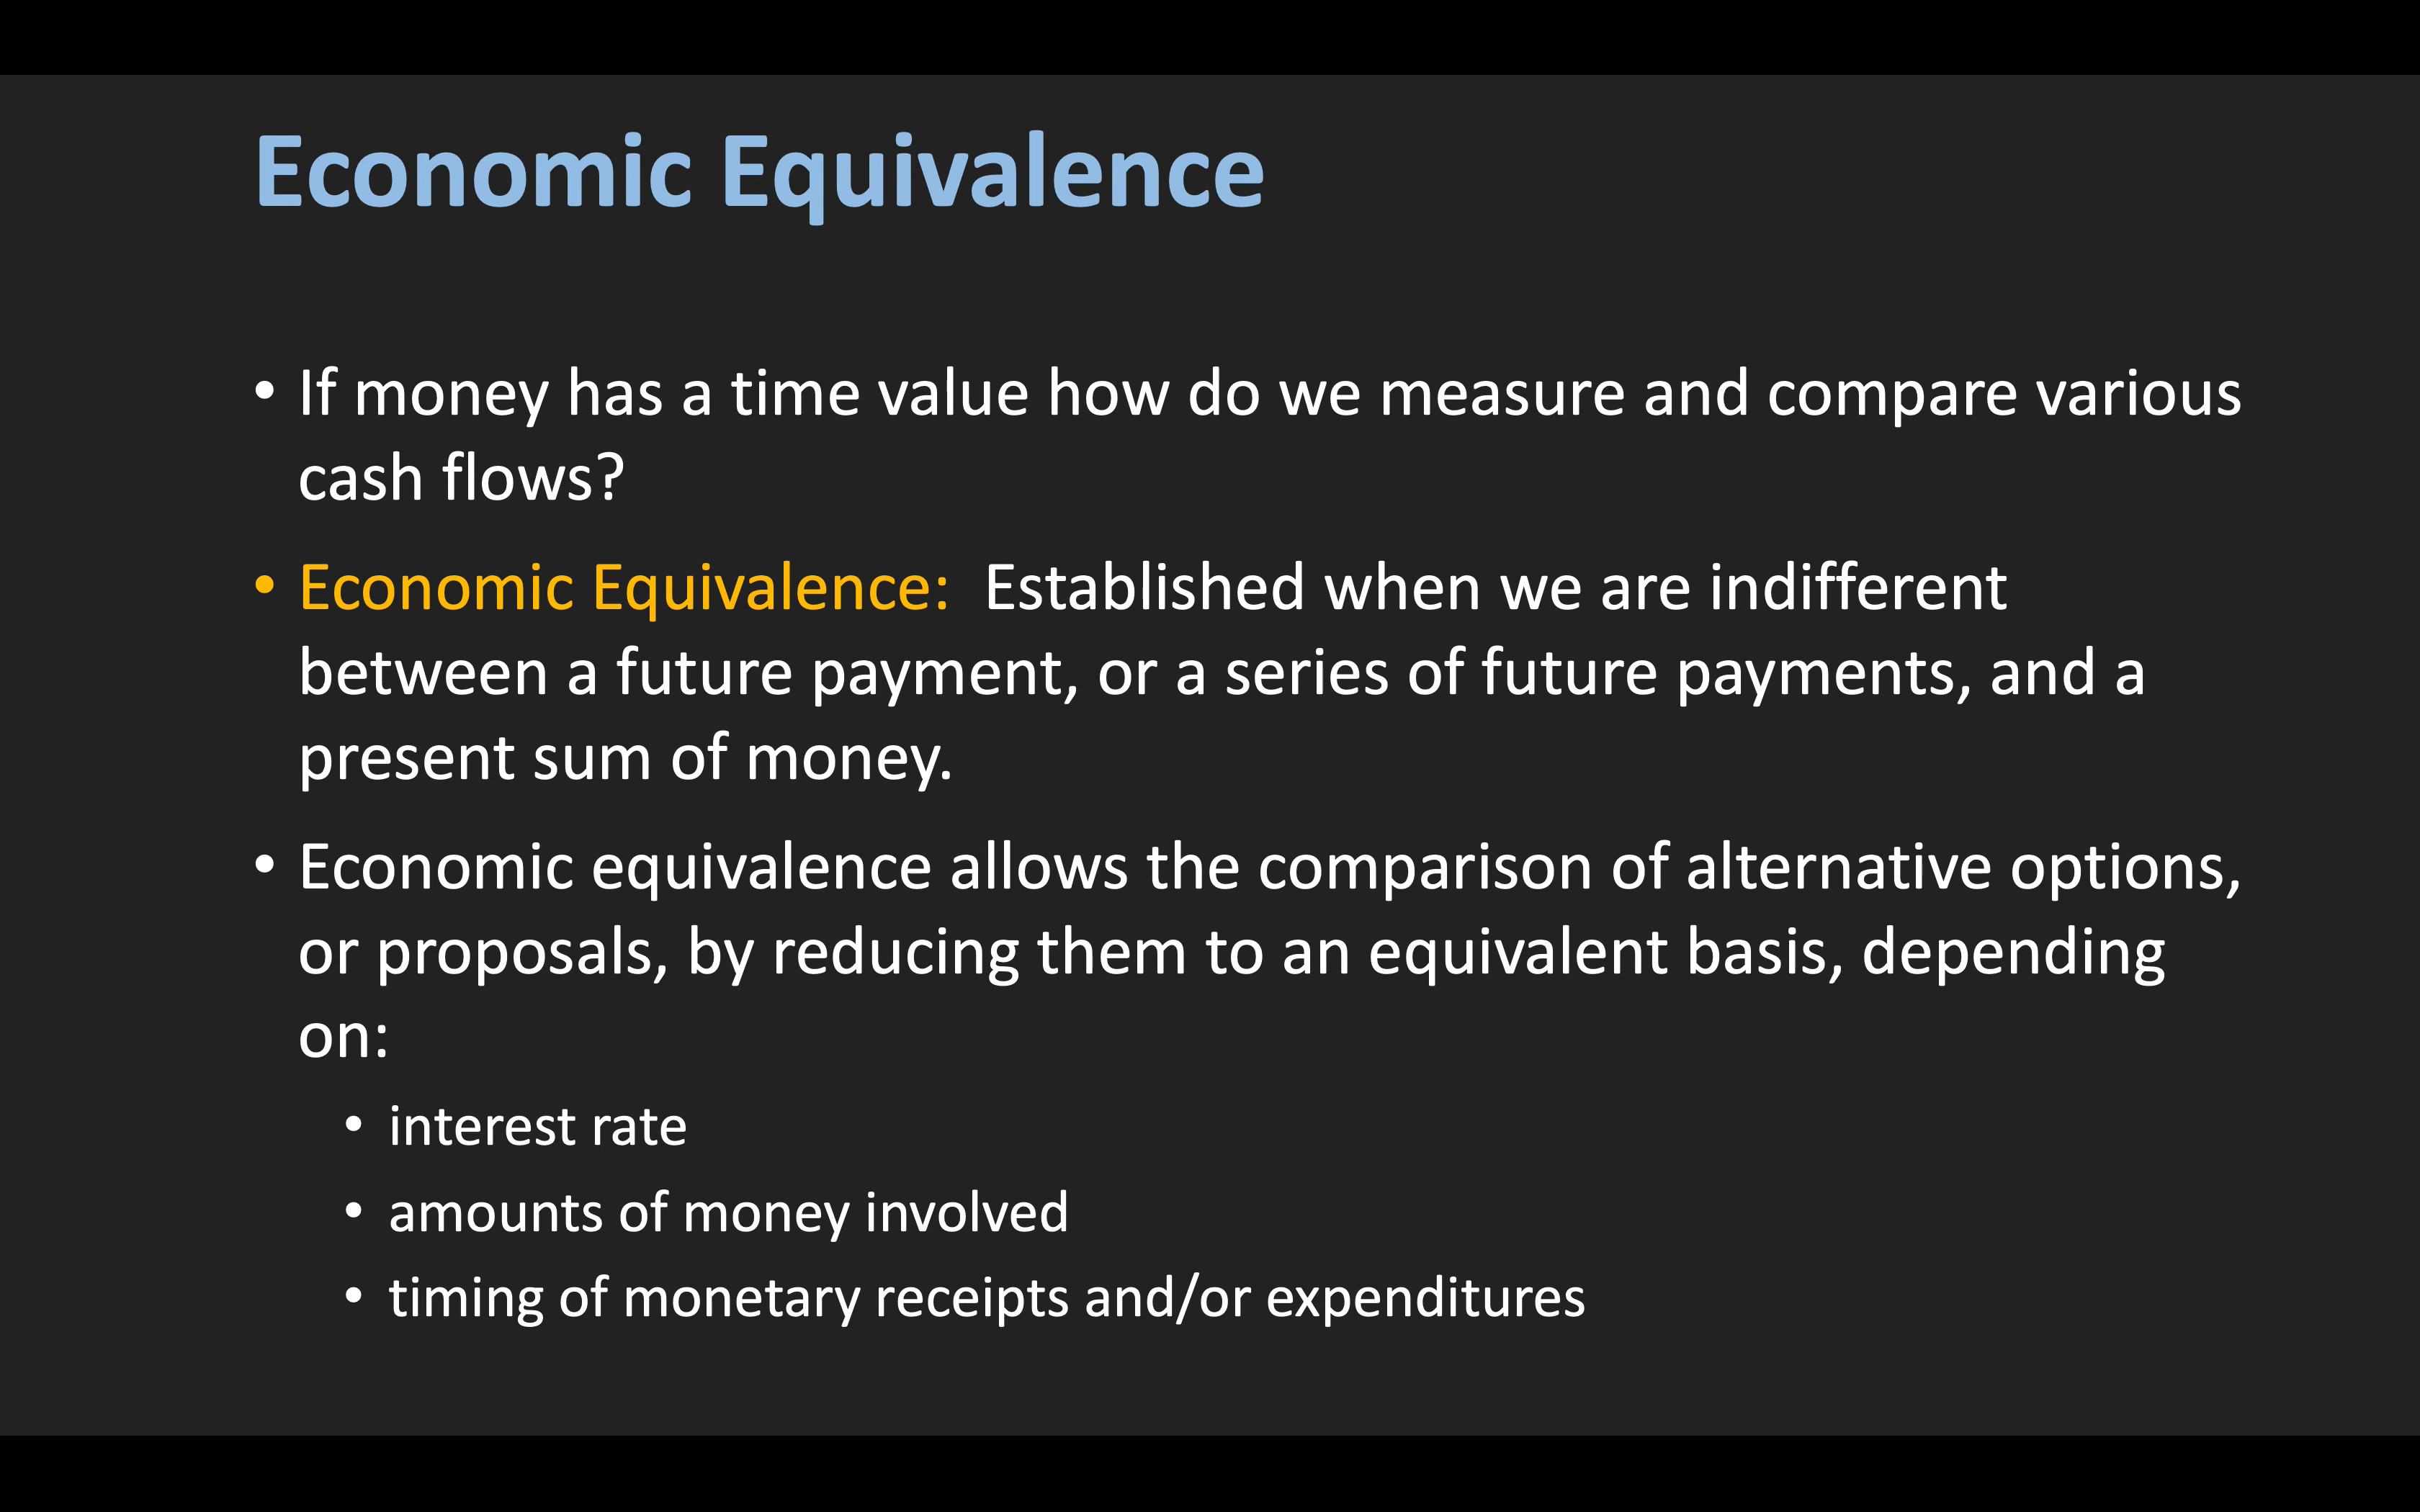 Economic Equivalence
• If money has a time value how do we measure and compare various
cash flows?
• Economic Equivalence:  Established when we are indifferent
between a future payment, or a series of future payments, and a
present sum of money.
• Economic equivalence allows the comparison of alternative options,
or proposals, by reducing them to an equivalent basis, depending
on:
• interest rate
• amounts of money involved
• timing of monetary receipts and/or expenditures